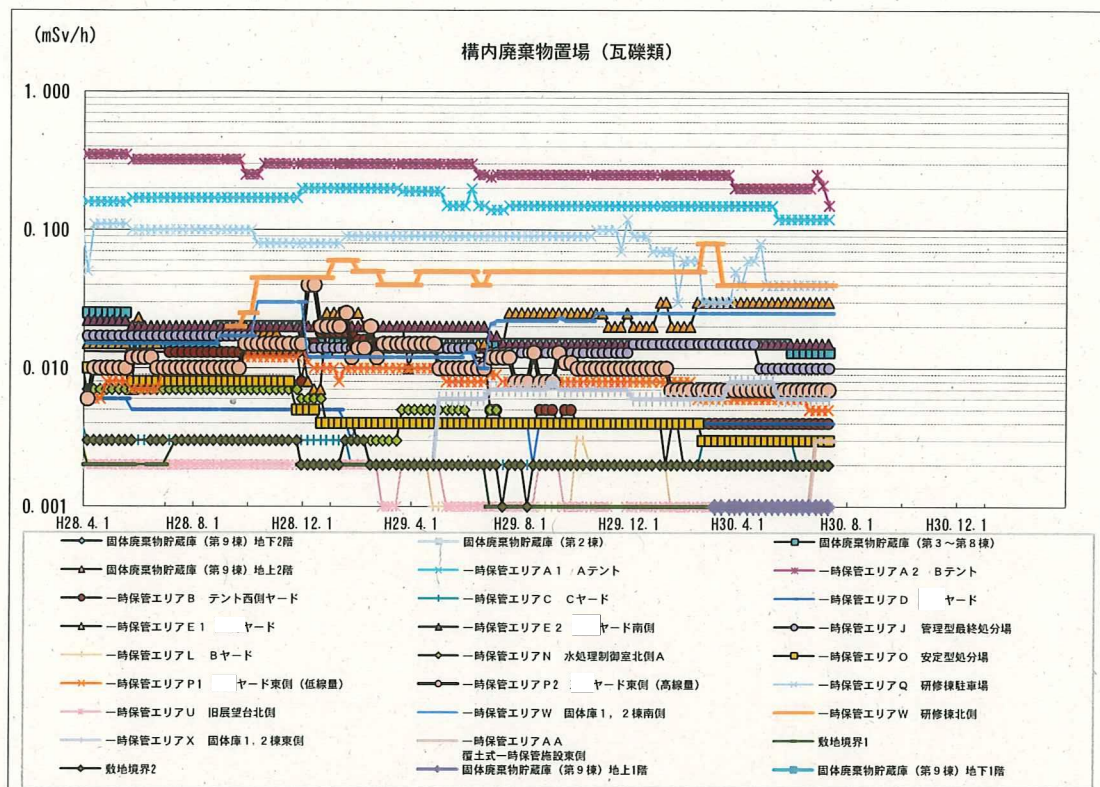 (mSv/h)
構内廃棄物置場（瓦礫類）
1.000
0.100
0.010
0.001
H28.4.1 H28.8.1 H28.12.1 H29.4.1 H29.8.1 H29.12.1 H30.4.1 H30.8.1 H30.12.1
固体廃棄物貯蔵庫（第9棟）地下2階 固体廃棄物貯蔵庫（第2棟） 固体廃棄物貯蔵庫（第3～第8棟）
固体廃棄物貯蔵庫（第9棟）地上2階 一時保管エリアA1 Aテント 一時保管エリアA2 Bテント
一時保管エリアB テント西側ヤード 一時保管エリアC Cヤード 一時保管エリアD ヤード
一時保管エリアE1 ヤード 一時保管エリアE2 ヤード南側 一時保管エリアJ 管理型最終処分場
一時保管エリアL Bヤード 一時保管エリアN 水処理制御室北側A 一時保管エリアO 安定型処分場
一時保管エリアP1 ヤード東側（低線量） 一時保管エリアP2 ヤード東側（高線量） 一時保管エリアQ 研修棟駐車場
一時保管エリアU 旧展望台北側 一時保管エリアW 固体庫1，2棟南側 一時保管エリアW 研修棟北側
一時保管エリアX 固体庫1，2棟東側 一時保管エリアAA 敷地境界1
覆土式一時保管施設東側
敷地境界2 固体廃棄物貯蔵庫（第9棟）地上1階 固体廃棄物貯蔵庫（第9棟）地下1階